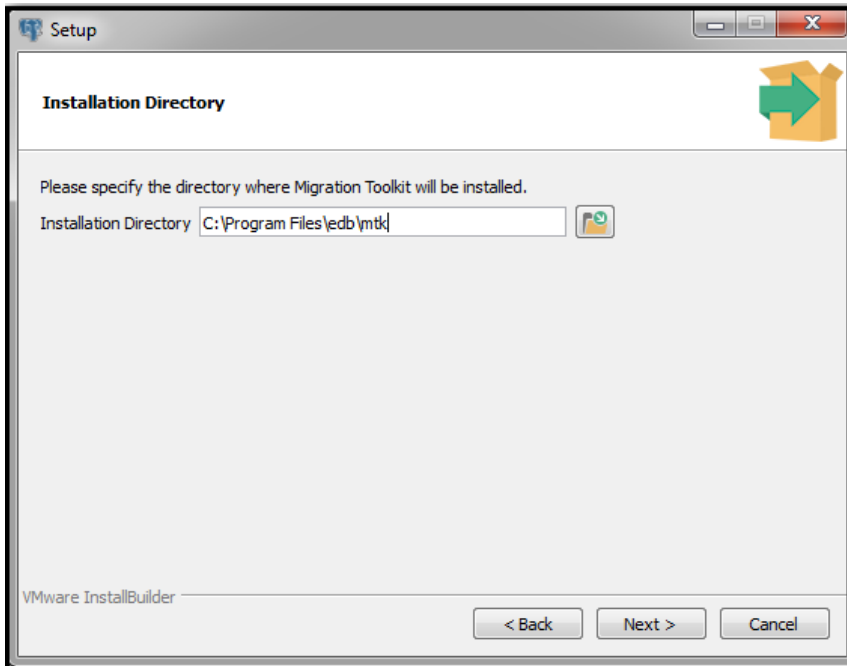 Setup
Installation Directory
Please specify the directory where Migration Toolkit will be installed.
Installation Directory C:\Program Files\edb\mtk
VMware InstallBuilder
< Back Next > Cancel